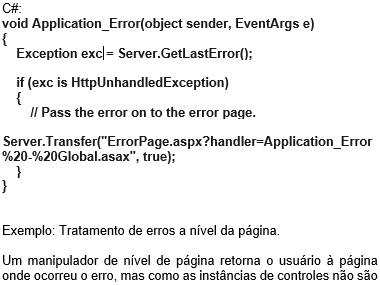 C#:
void Application_Error(object sender, EventArgs e)
{
Exception exc= Server.GetLastError();
if (exc is HttpUnhandledException)
{
// Pass the error on to the error page.
Server.Transfer("ErrorPage.aspx?handler=Application_Error
%20-%20Global.asax", true);
}
}
Exemplo: Tratamento de erros a nível da página.
Um manipulador de nível de página retorna o usuário à página
onde ocorreu o erro, mas como as instâncias de controles não são